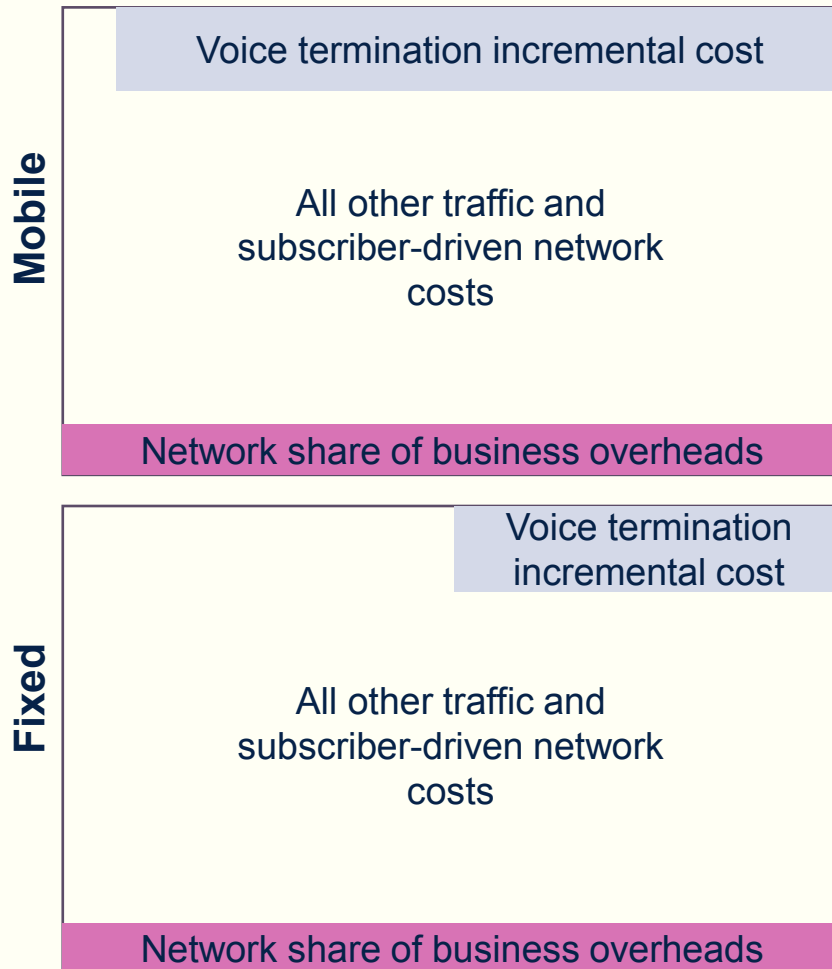 Mobile
Voice termination incremental cost
All other traffic and
subscriber-driven network
costs
Network share of business overheads
Fixed
Voice termination
incremental cost
All other traffic and
subscriber-driven network
costs
Network share of business overheads